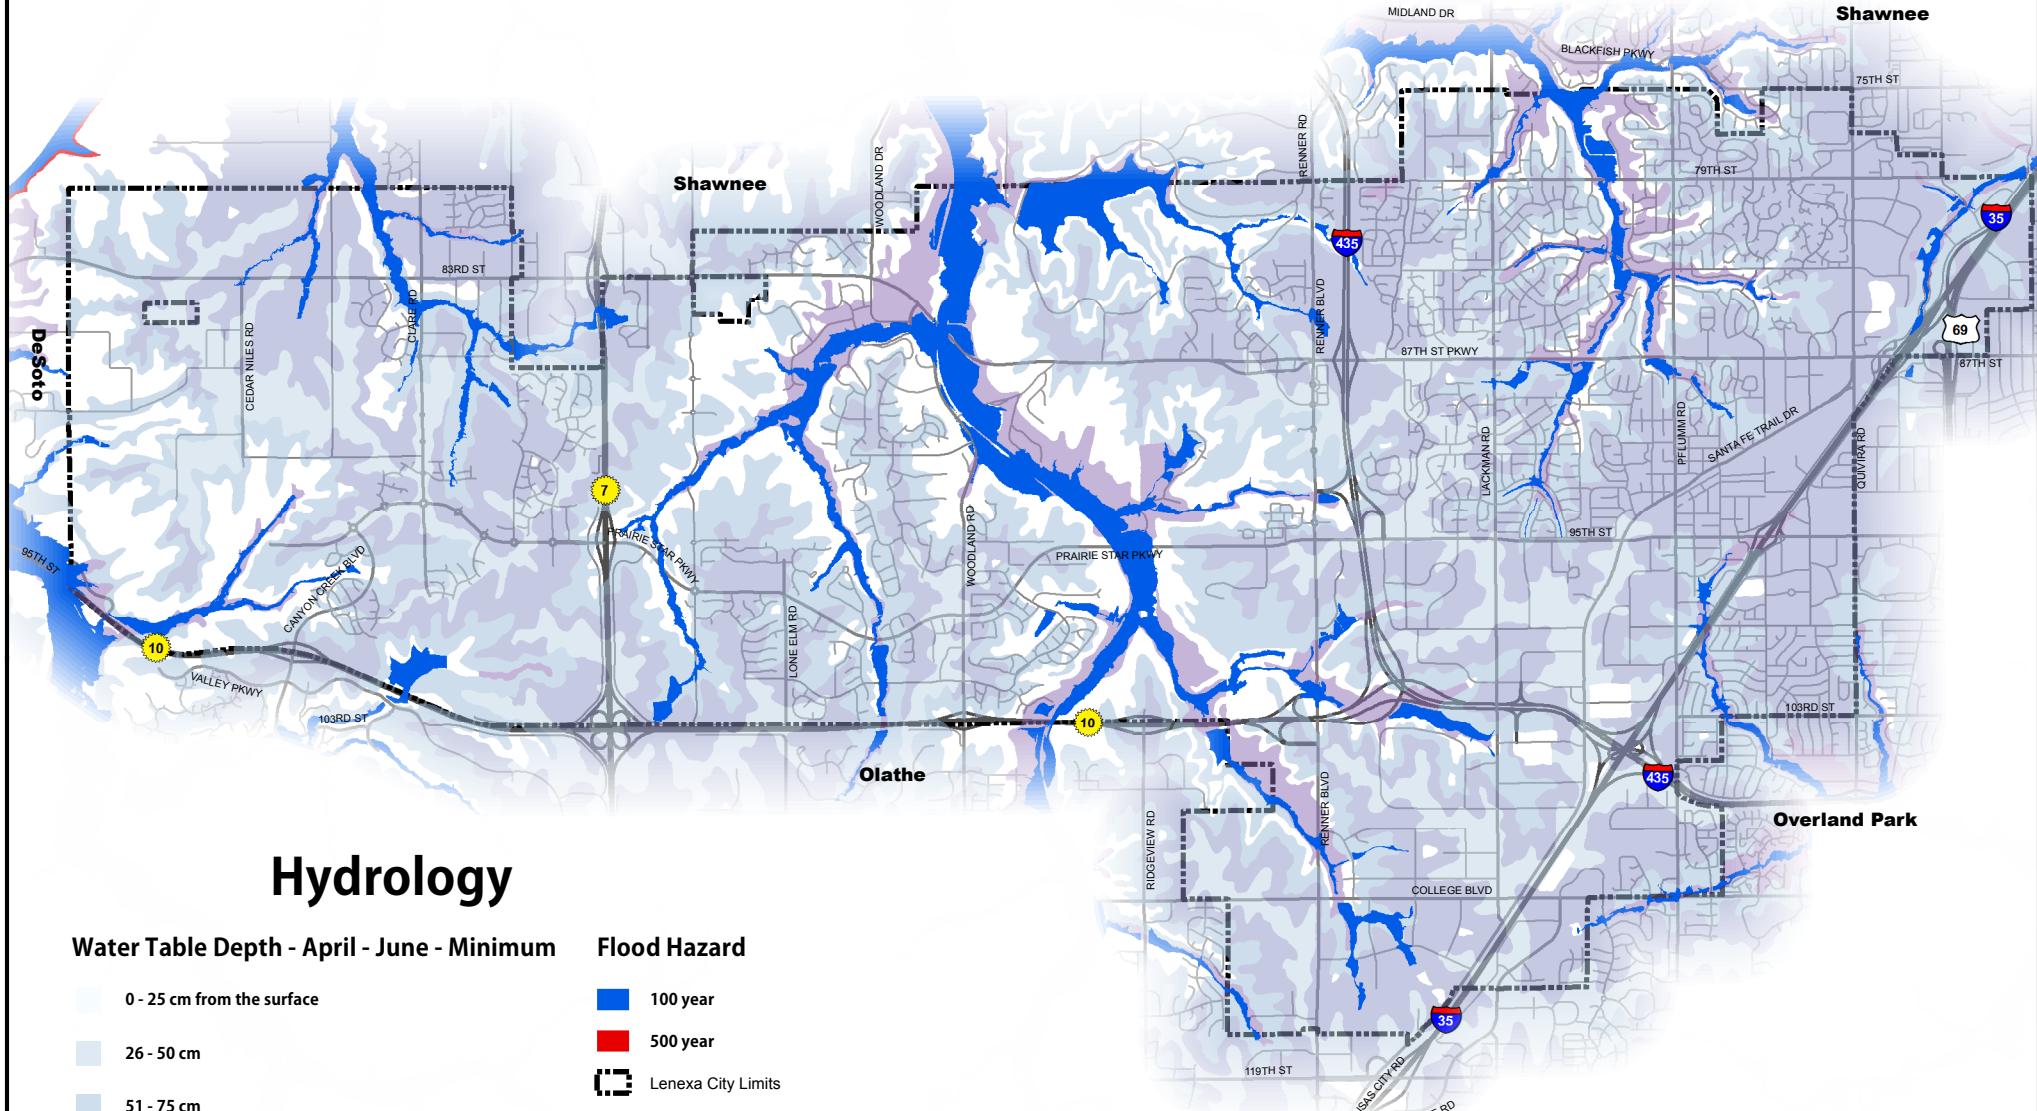 MIDLAND DR
Shawnee
BLACKFISH PKWY
75TH ST
RENNER RD
WOODLAND DR
79TH ST
Shawnee
35
435
83RD ST
CLARE RD
RENNER BLVD
69
DeSoto
CEDAR NILES RD
87TH ST PKWY
87TH ST
PFLUMM RD
SANTA FE TRAIL DR
LACKMAN RD
QUIVIRA RD
7
95TH ST
PRAIRIE STAR PKWY
WOODLAND RD
PRAIRIE STAR PKWY
95TH ST
CANYON CREEK BLVD
LONE ELM RD
10
VALLEY PKWY
103RD ST
10
103RD ST
Olathe
435
RENNER BLVD
RIDGEVIEW RD
Overland Park
COLLEGE BLVD
Hydrology
Water Table Depth - April - June - Minimum
Flood Hazard
0 - 25 cm from the surface
100 year
35
500 year
26 - 50 cm
119TH ST
Lenexa City Limits
51 - 75 cm
SAS CITY RD
RD